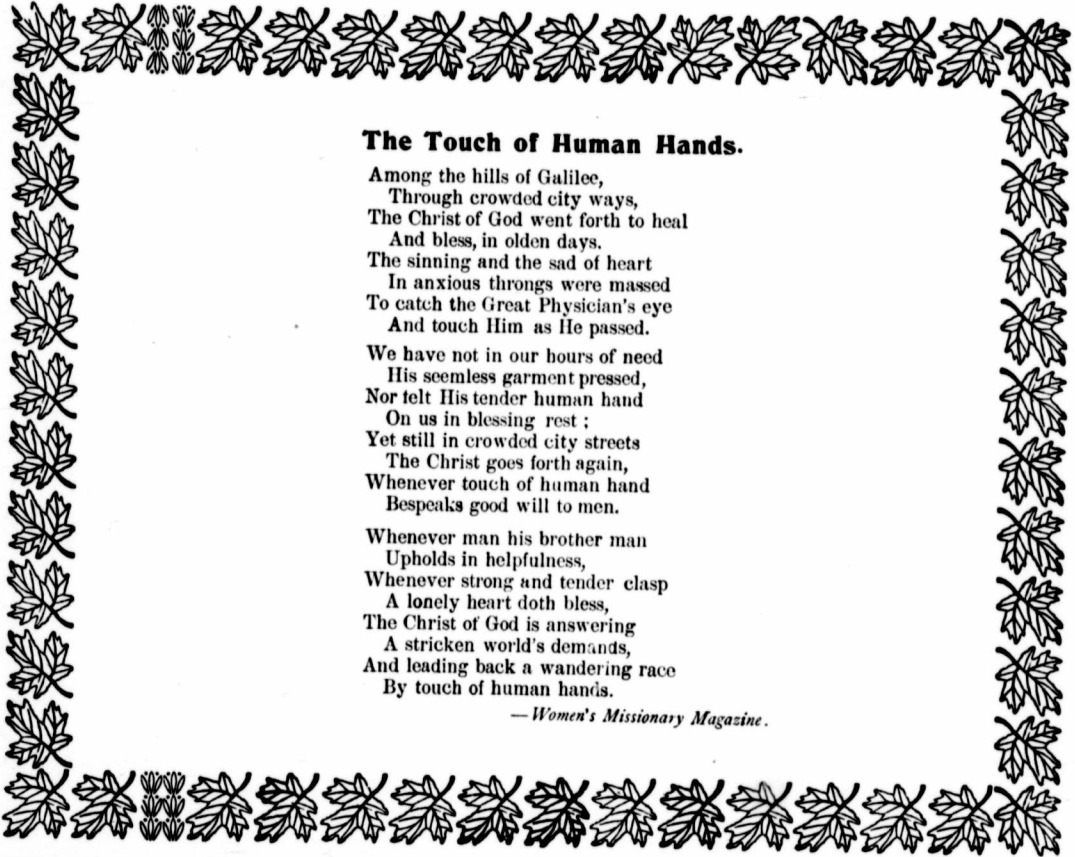 The Touch of Human Hands.
Among the hills of Galilee,
Through crowded city ways,
The Christ of God went forth to heal
And bless, in olden days.
The sinning and the sad of heart
In anxious throngs were massed
To catch the Great Physician's eye
And touch Him as He passed.
We have not in our hours of need
His seemless garment pressed,
Nor felt His tender human hand
On us in blessing rest ;
Yet still in crowded city streets
The Christ goes forth again,
Whenever touch of human hand
Bespeaks good will to men.
Whenever man his brother man
Upholds in helpfulness,
Whenever strong and tender clasp
A lonely heart doth bless,
The Christ of God is answering
A stricken world's demands,
And leading back a wandering race
By touch of human hands.
— Women's Missionary Magazine.